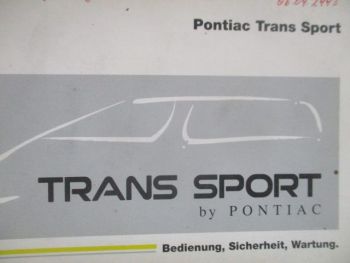 Pontiac Trans Sport
TRANS SPORT
by PONTIAC
Bedienung, Sicherheit, Wartung.